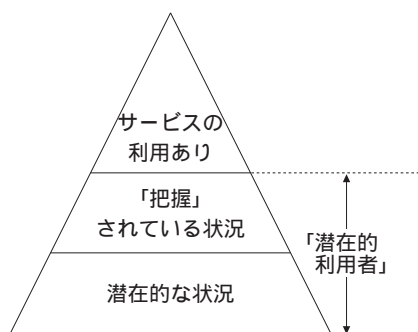 サービスの
利用あり
「把握」
されている状況
「潜在的
利用者」
潜在的な状況